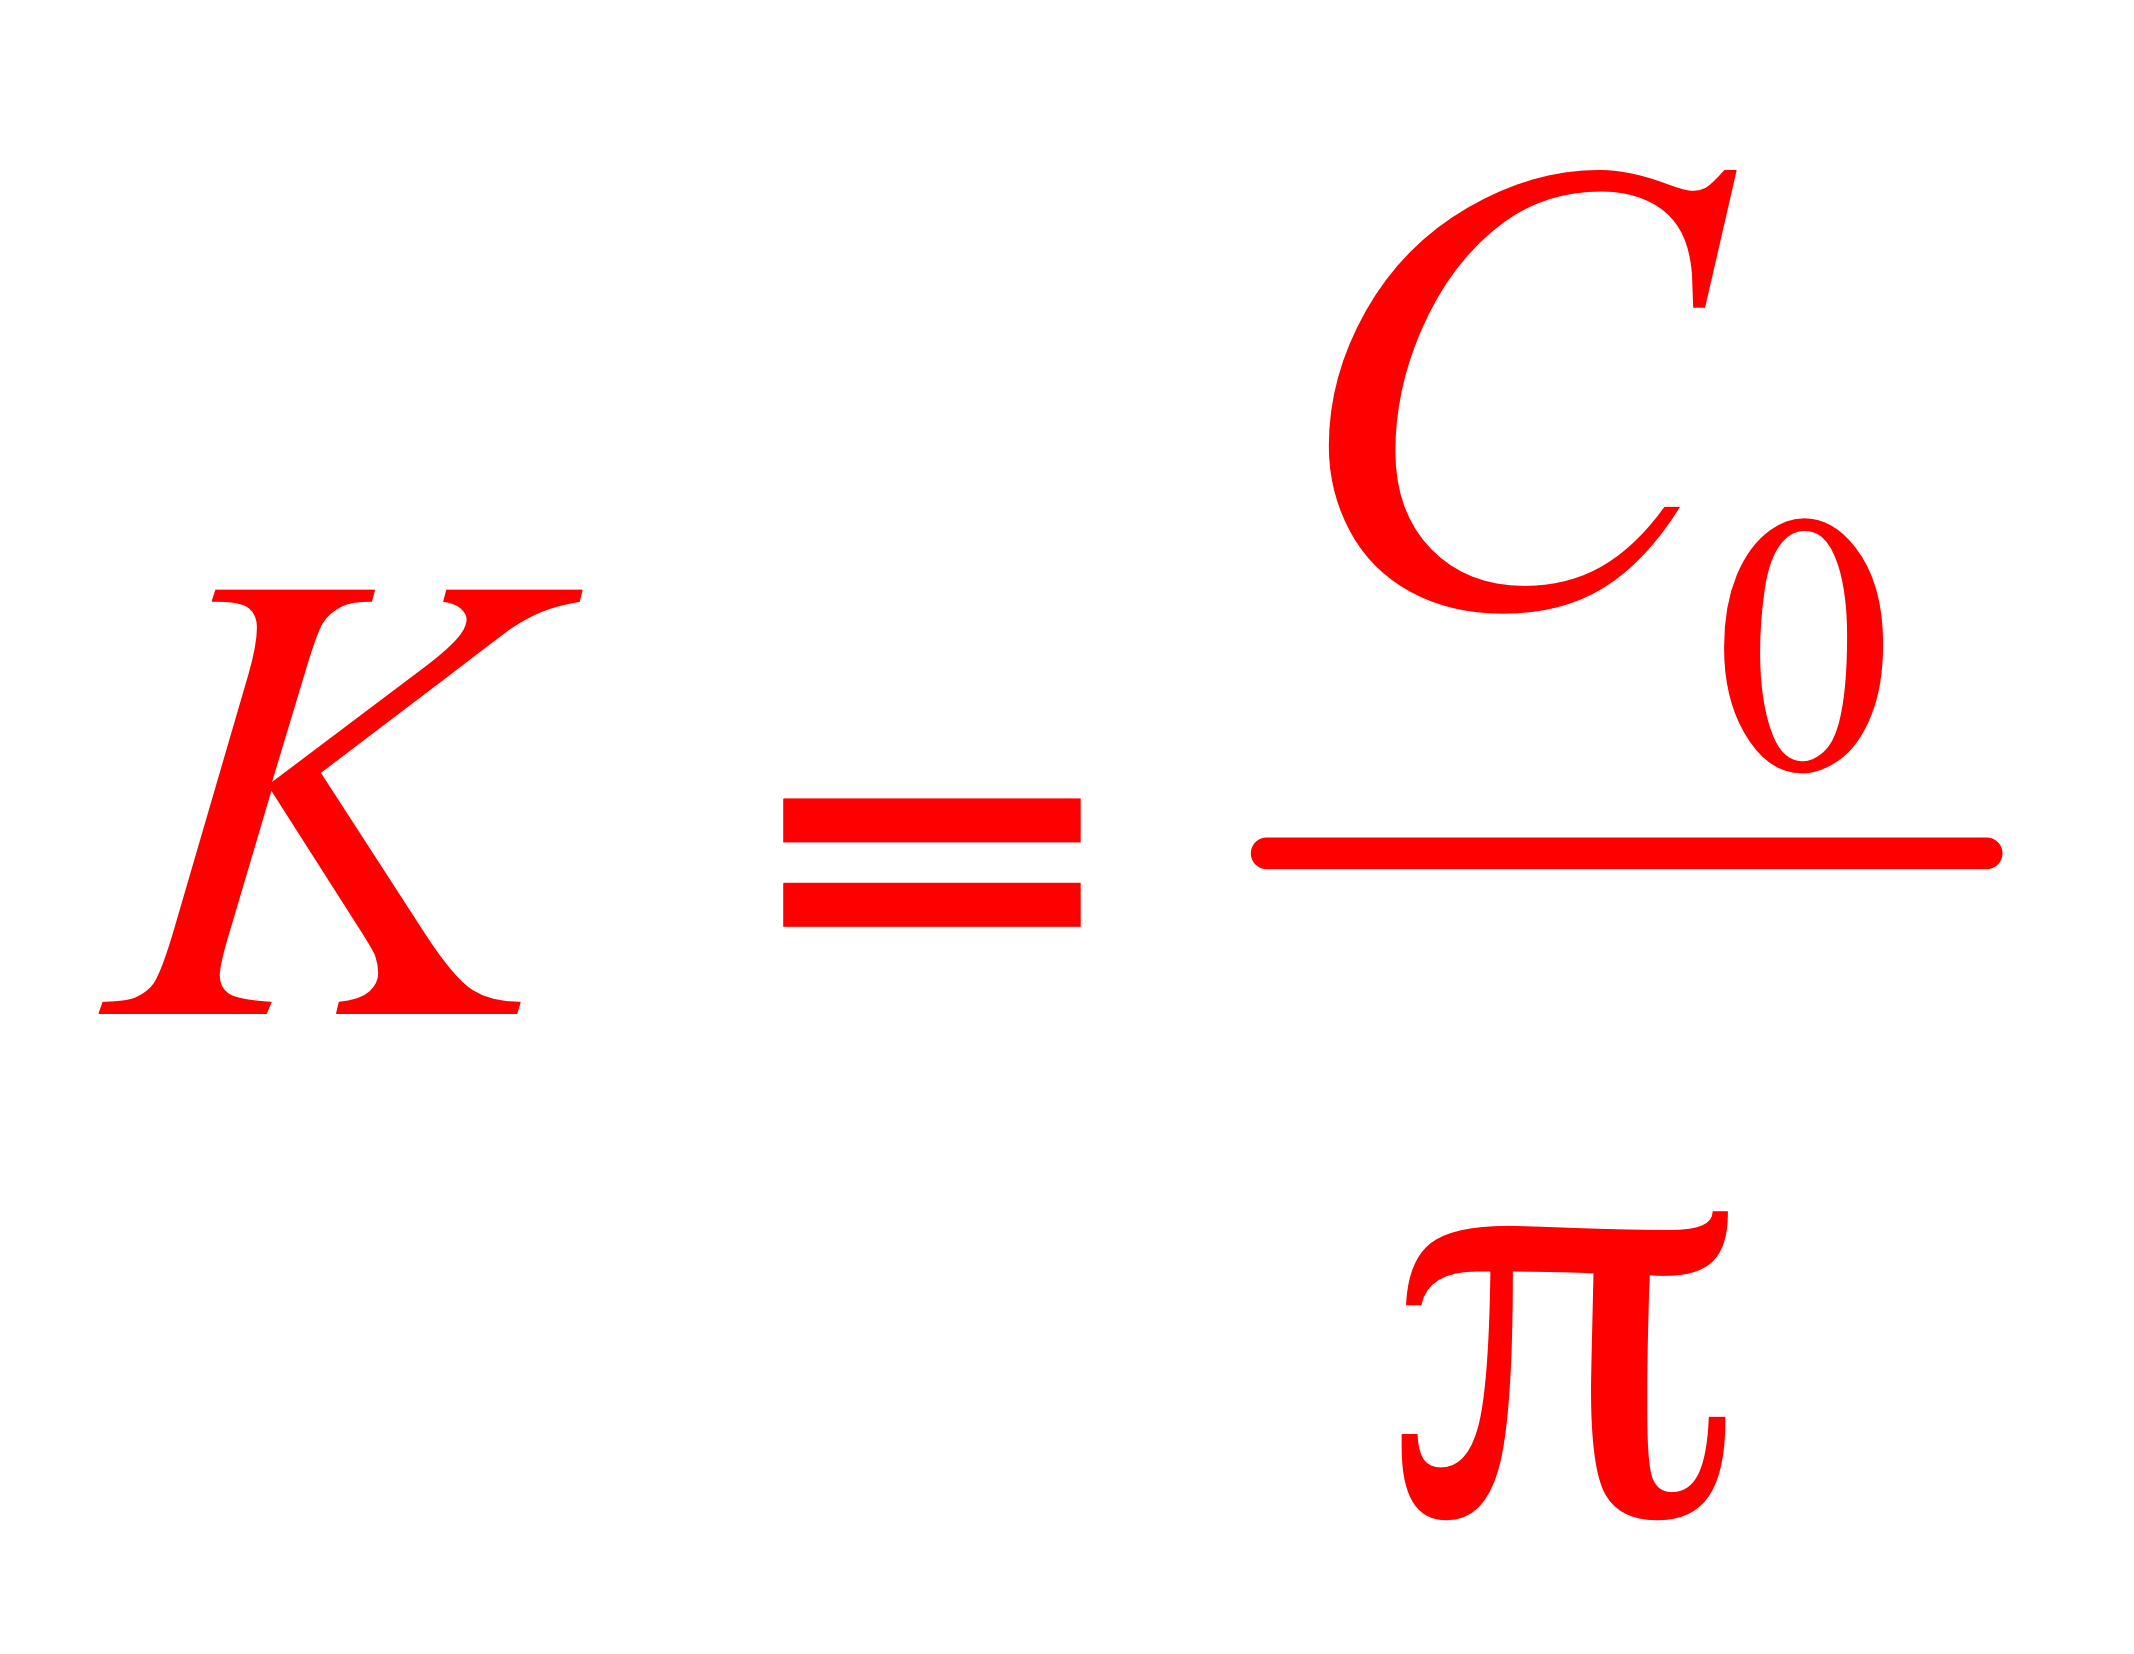 K = C₀ / π